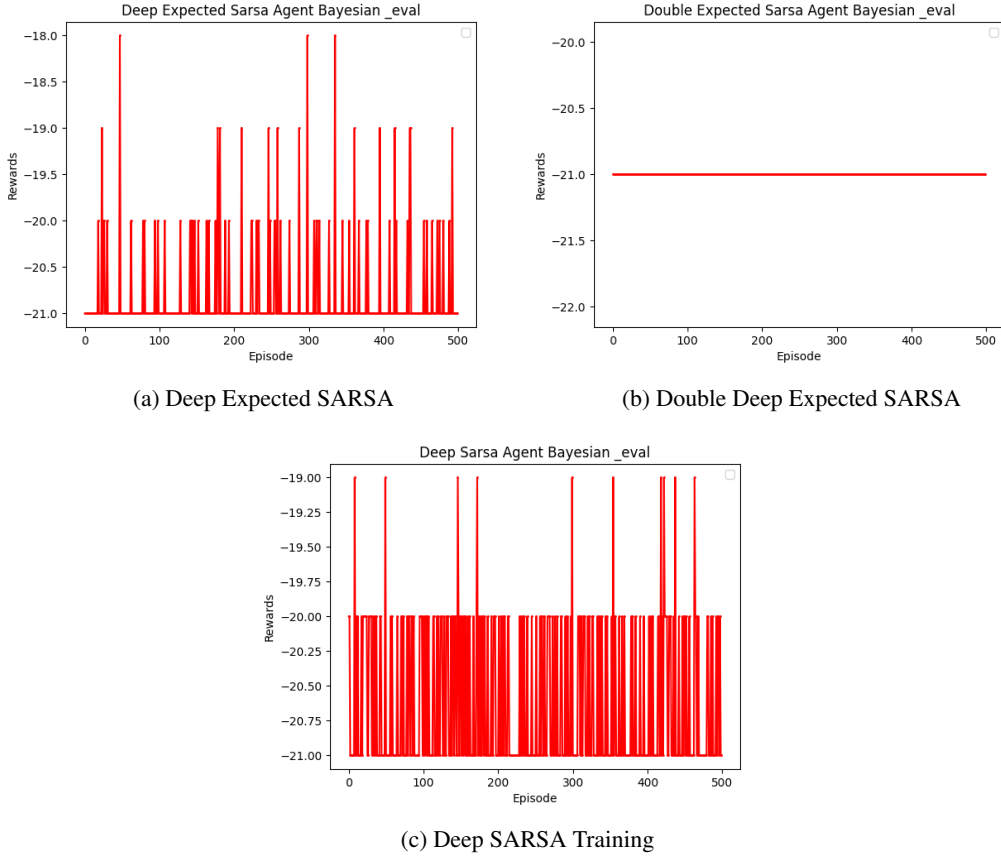 Deep Expected Sarsa Agent Bayesian _eval
−18.0
−18.5
−19.0
−19.5
−20.0
−20.5
−21.0
Rewards
0 100 200 300 400 500
Episode
(a) Deep Expected SARSA
Double Expected Sarsa Agent Bayesian _eval
−20.0
−20.5
−21.0
−21.5
−22.0
Rewards
0 100 200 300 400 500
Episode
(b) Double Deep Expected SARSA
Deep Sarsa Agent Bayesian _eval
−19.00
−19.25
−19.50
−19.75
−20.00
−20.25
−20.50
−20.75
−21.00
Rewards
0 100 200 300 400 500
Episode
(c) Deep SARSA Training